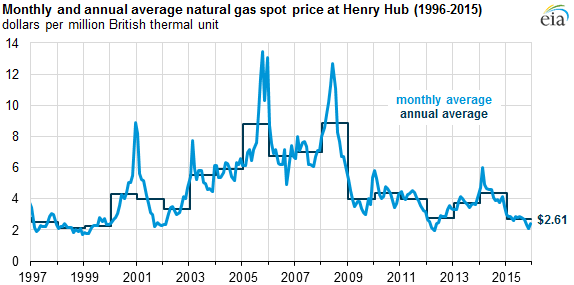 Monthly and annual average natural gas spot price at Henry Hub (1996-2015)
dollars per million British thermal unit
eia
14
12
10
8
6
4
2
0
monthly average
annual average
$2.61
1997 1999 2001 2003 2005 2007 2009 2011 2013 2015